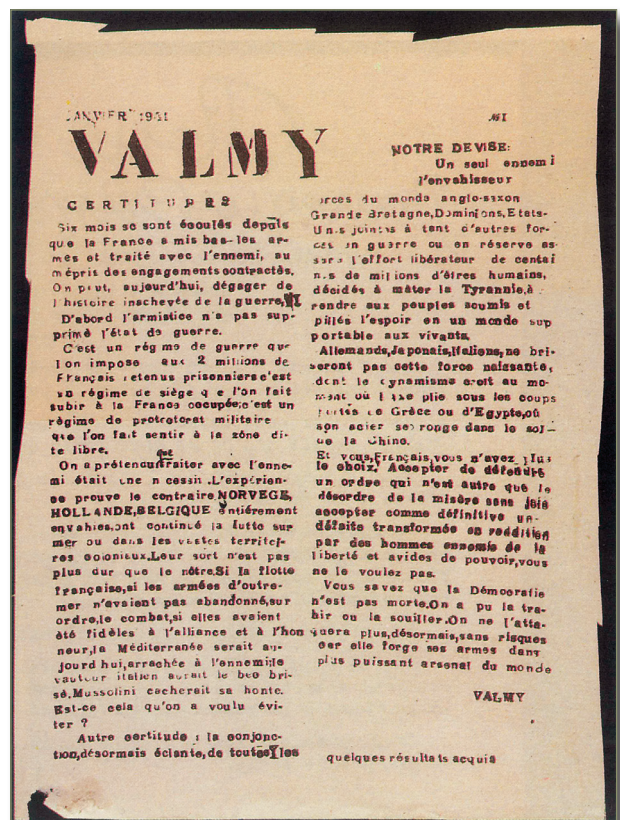 JANVIER 1941
№1
VALMY
NOTRE DEVISE:
Un seul ennemi
l'envahisseur
CERTITUDES
Six mois se sont écoulés depuis
que la France a mis bas les ar-
mes et traité avec l'ennemi, au
mépris des engagements contractés.
On peut, aujourd'hui, dégager de
l'histoire inachevée de la guerre,
D'abord l'armistice n'a pas sup-
primé l'état de guerre.
C'est un régime de guerre que
l'on impose aux 2 millions de
Français retenus prisonniers c'est
un régime de siège que l'on fait
subir à la France occupée;c'est un
régime de protectorat militaire
que l'on fait sentir à la zône di-
te libre.
On a prétendu que traiter avec l'enne-
mi était une nécessi .L'expérien-
ce prouve le contraire.NORVEGE,
HOLLANDE,BELGIQUE entiérement
envahies,ont continué la lutte sur
mer ou dans les vastes territoi-
res coloniaux.Leur sort n'est pas
plus dur que le nôtre.Si la flotte
française,si les armées d'outre-
mer n'avaient pas abandonné,sur
ordre,le combat,si elles avaient
été fidèles à l'alliance et à l'hon
neur,la Méditerranée serait au-
jourd'hui,arrachée à l'ennemi;le
vautour italien aurait le bec bri-
sé.Mussolini cacherait sa honte.
Est-ce cela qu'on a voulu évi-
ter ?
Autre certitude : la conjonc-
tion,désormais éclante,de toutes les
orces du monde anglo-saxon
Grande Bretagne,Dominions,Etats-
Unis jointes à tant d'autres for-
ces en guerre ou en réserve as-
sure l'effort libérateur de centai
nes de millions d'êtres humains,
décidés à mâter la Tyrannie,à
rendre aux peuples soumis et
pillés l'espoir en un monde sup
portable aux vivants.
Allemands,Japonais,Italiens,ne bri-
seront pas cette force naissante,
dont le dynamisme croit au mo-
ment où l'axe plie sous les coups
portés de Grèce ou d'Egypte,où
son acier se ronge dans le sol-
de la Chine.
Et vous,Français,vous n'avez plus
le choix. Accepter de défendre
un ordre qui n'est autre que le
désordre de la misère sans joie
accepter comme définitive un-
défaite transformée en reddition
par des hommes ennemis de la
liberté et avides de pouvoir,vous
ne le voulez pas.
Vous savez que la Démocratie
n'est pas morte.On a pu la tra-
hir ou la souiller.On ne l'atta-
quera plus,désormais,sans risques
car elle forge ses armes dans
plus puissant arsenal du monde
VALMY
quelques résultats acquis